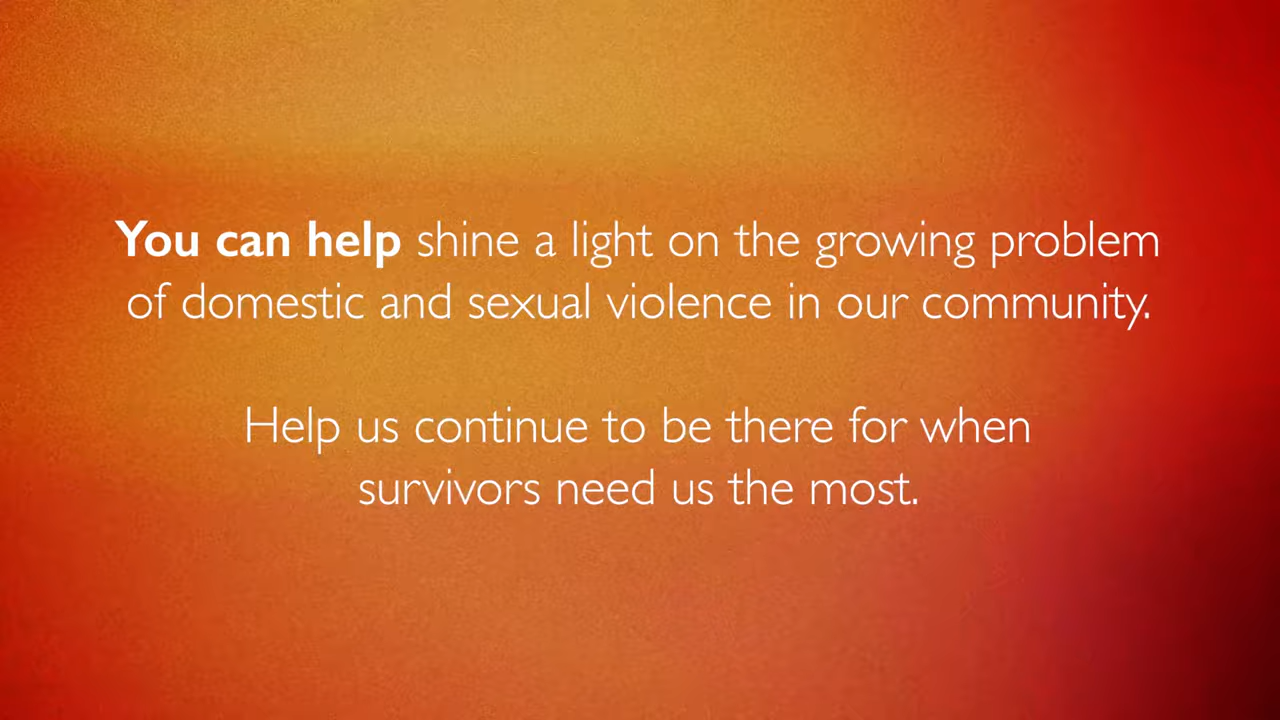 You can help shine a light on the growing problem
of domestic and sexual violence in our community.
Help us continue to be there for when
survivors need us the most.